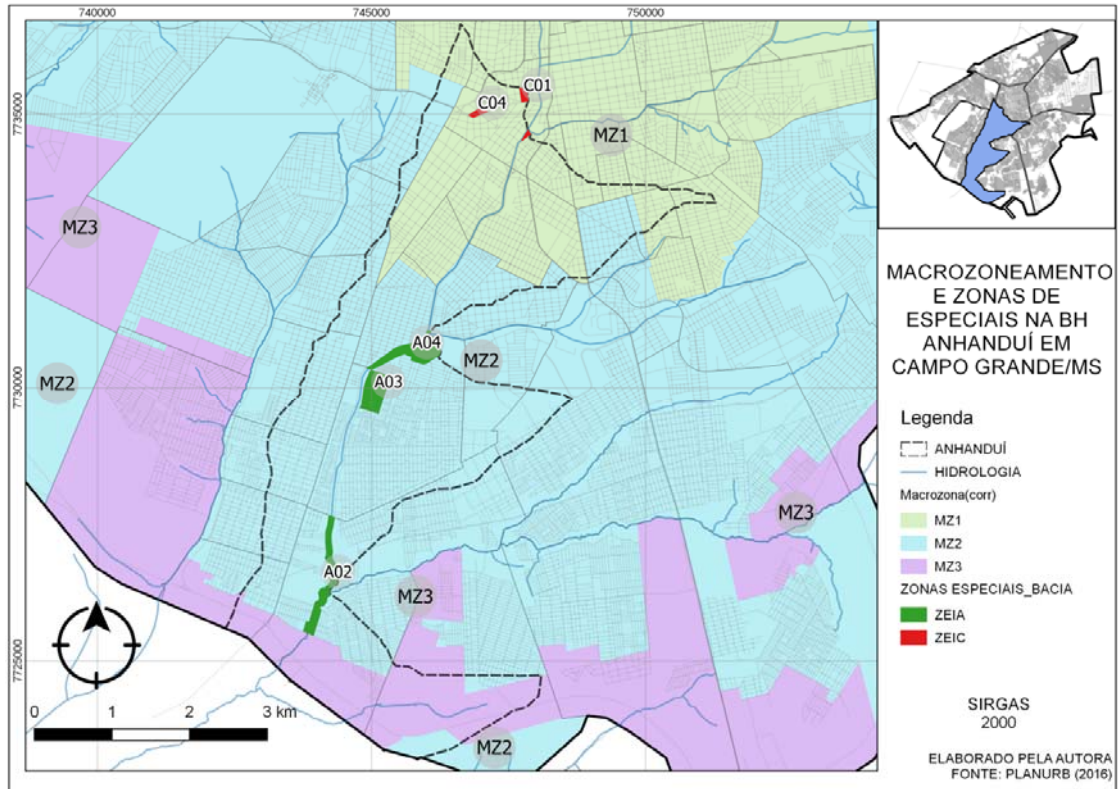 740000
745000
750000
7735000
7730000
7725000
C01
C04
MZ1
MZ3
A04
MZ2
A03
MZ2
MZ3
A02
MZ3
MZ2
0 1 2 3 km
MACROZONEAMENTO
E ZONAS DE
ESPECIAIS NA BH
ANHANDUÍ EM
CAMPO GRANDE/MS
Legenda
ANHANDUÍ
HIDROLOGIA
Macrozona(corr)
MZ1
MZ2
MZ3
ZONAS ESPECIAIS_BACIA
ZEIA
ZEIC
SIRGAS
2000
ELABORADO PELA AUTORA
FONTE: PLANURB (2016)